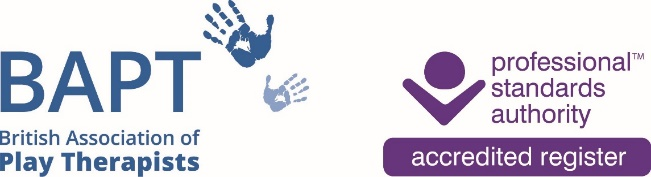 BAPT
British Association of
Play Therapists
professional™
standards
authority
accredited register